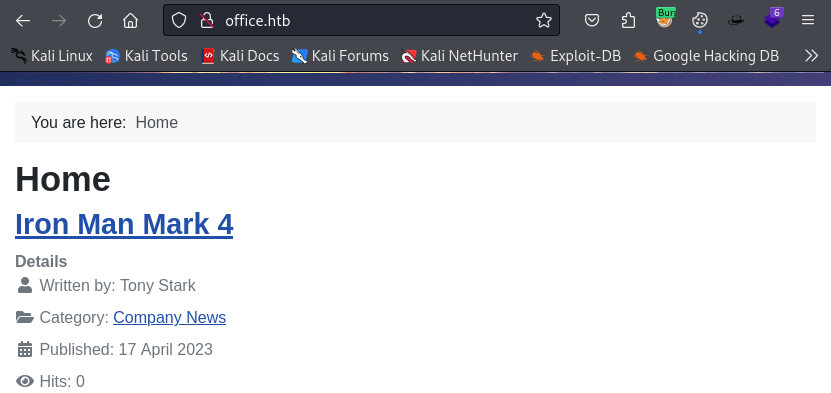 office.htb
Burr
6
Kali Linux Kali Tools Kali Docs Kali Forums Kali NetHunter Exploit-DB Google Hacking DB
You are here: Home
Home
Iron Man Mark 4
Details
Written by: Tony Stark
Category: Company News
Published: 17 April 2023
Hits: 0